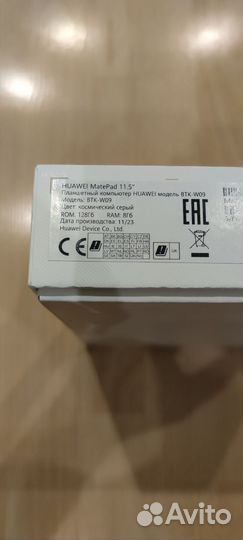 HUAWEI MatePad 11.5"
Планшетный компьютер HUAWEI модель BTK-W09
Модель: BTK-W09
Цвет: космический серый
ROM: 128Гб RAM: 8Гб
Дата производства: 11/23
Huawei Device Co., Ltd.
EAC
CE
Avito